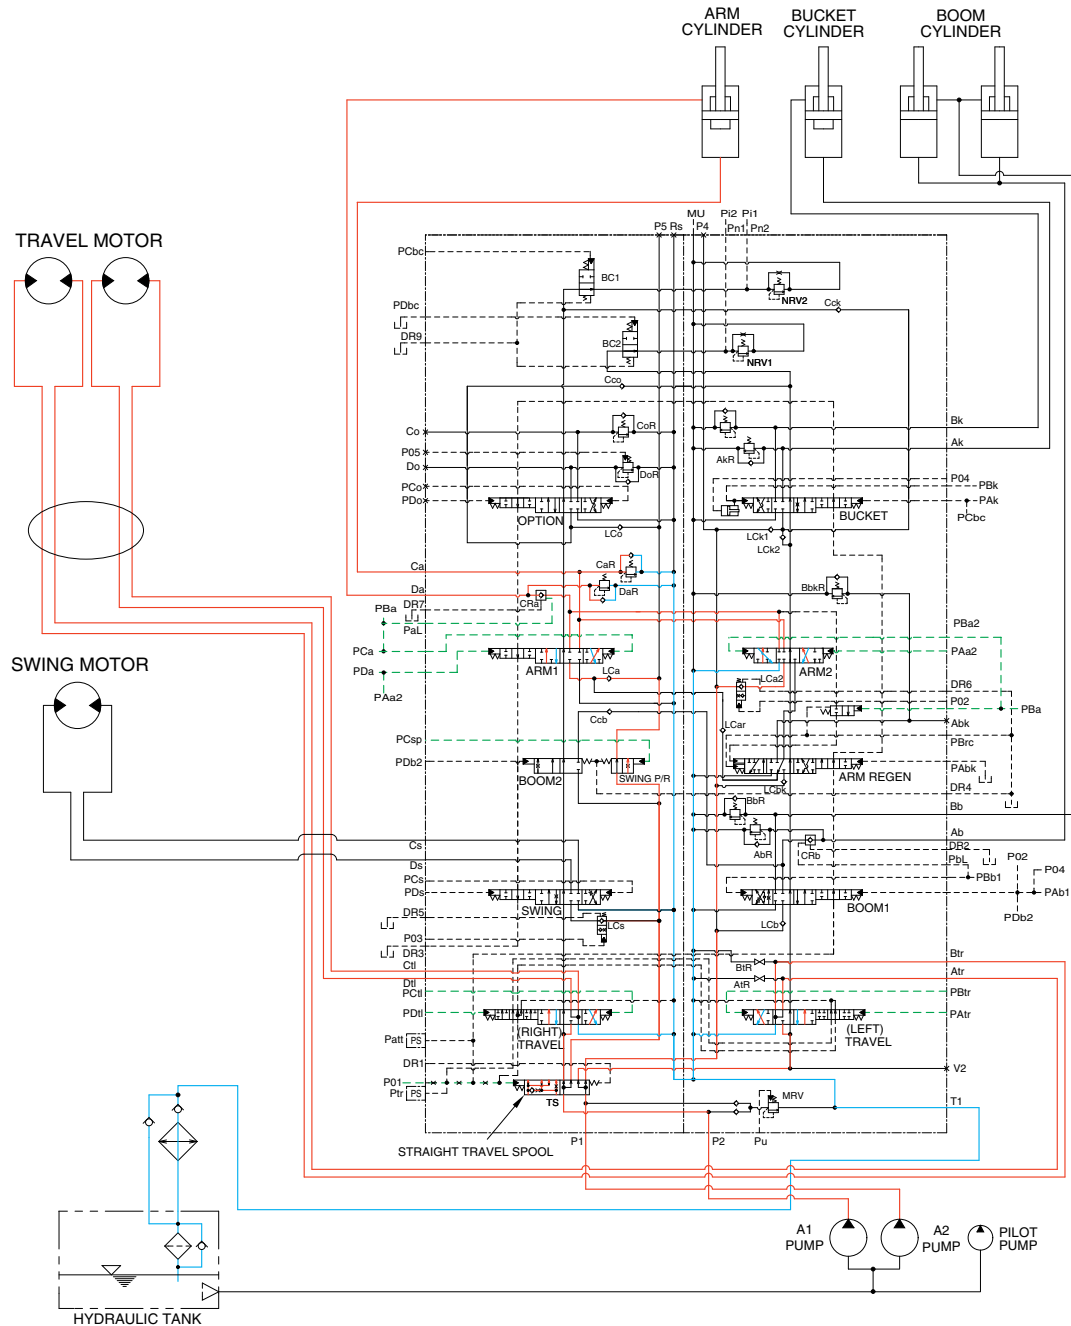 ARM
CYLINDER
BUCKET
CYLINDER
BOOM
CYLINDER
TRAVEL MOTOR
SWING MOTOR
MU
Pi2
Pi1
P5 Rs
P4
Pn1
Pn2
PCbc
BC1
NRV2
Cck
PDbc
DR9
BC2
NRV1
Cco
Co
CoR
Bk
Ak
P05
Do
DoR
AkR
P04
PBk
PCo
PDo
PAk
OPTION
BUCKET
PCbc
LCo
LCk1
LCk2
Ca
CaR
Da
DaR
BbkR
CRa
DR7
PBa
PaL
PBa2
PCa
PAa2
PDa
ARM1
ARM2
LCa
LCa2
PAa2
DR6
P02
PBa
Ccb
LCar
Abk
PCsp
PBrc
PDb2
PAbk
BOOM2
SWING P/R
ARM REGEN
LCbk
DR4
BbR
Bb
AbR
CRb
Ab
Cs
DR2
Ds
PbL
P02
PCs
PBb1
P04
PDs
PAb1
SWING
BOOM1
DR5
LCs
LCb
PDb2
P03
DR3
Btr
Ctl
BtR
Dtl
AtR
Atr
PCtl
PBtr
PDtl
PAtr
(RIGHT)
TRAVEL
(LEFT)
TRAVEL
Patt
PS
DR1
V2
P01
Ptr
PS
TS
MRV
T1
STRAIGHT TRAVEL SPOOL
P1
P2
Pu
A1
PUMP
A2
PUMP
PILOT
PUMP
HYDRAULIC TANK